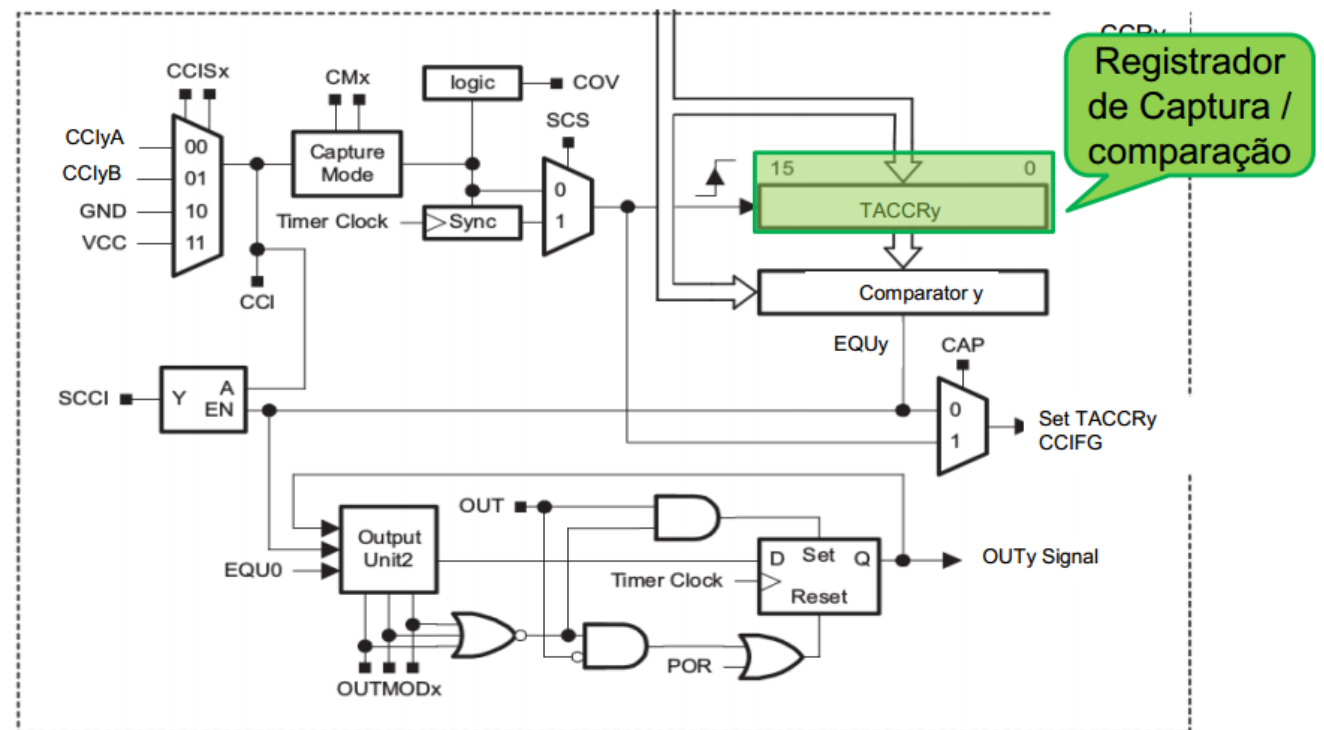 CCRy
Registrador
de Captura /
comparação
CCISx
CMx
logic
COV
SCS
CCIyA
CCIyB
GND
VCC
00
01
10
11
Capture
Mode
0
1
Timer Clock
Sync
CCI
15
0
TACCRy
Comparator y
EQUy
CAP
SCCI
Y
A
EN
0
1
Set TACCRy
CCIFG
OUT
Output
Unit2
EQU0
D
Set
Q
Timer Clock
Reset
OUTy Signal
POR
OUTMODx